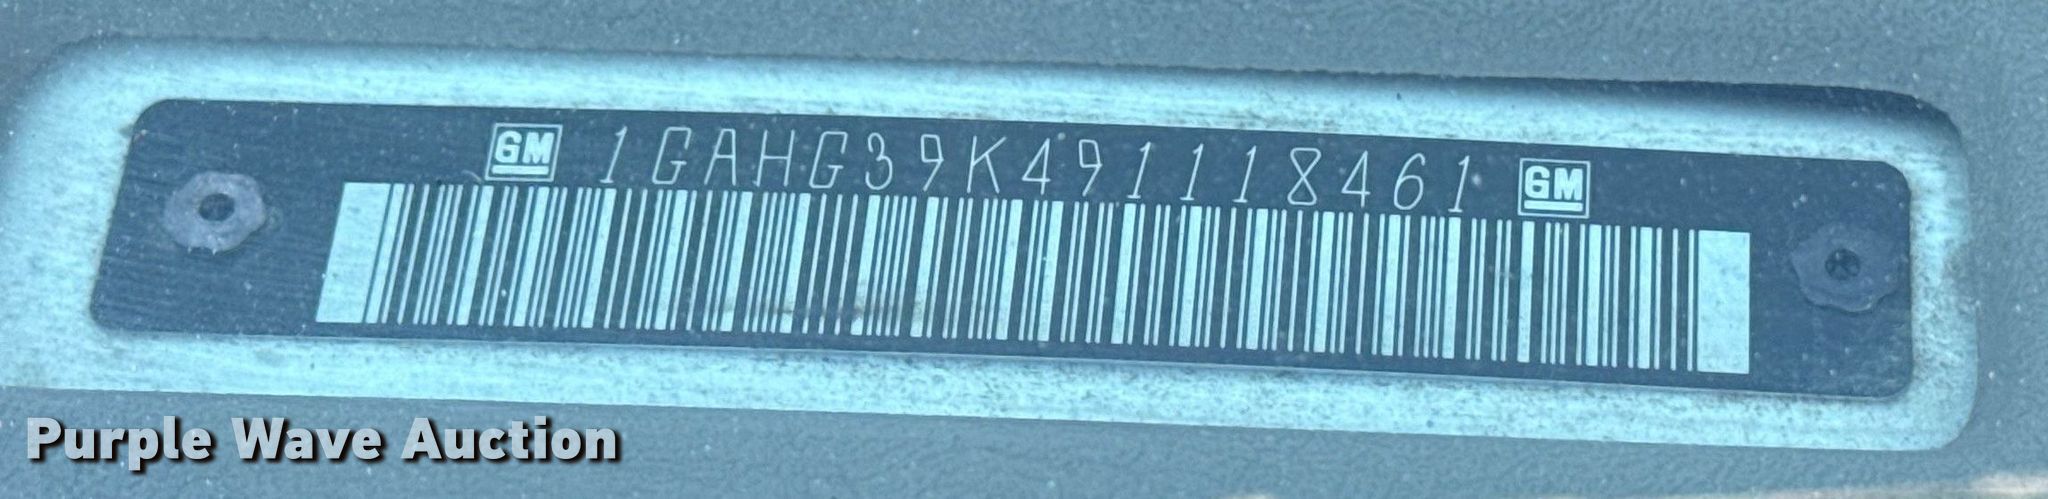 GM 1GAHG39K491118461 GM
Purple Wave Auction